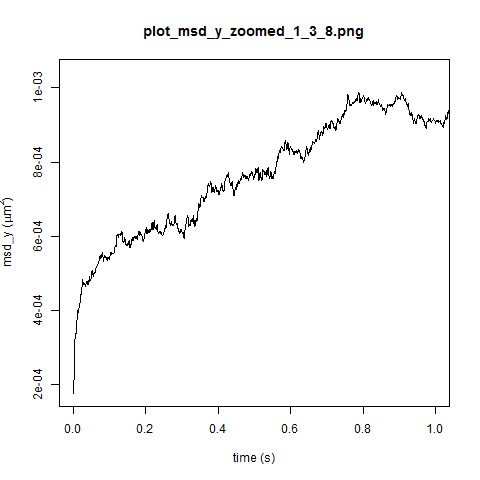 plot_msd_y_zoomed_1_3_8.png
msd_y (μm²)
1e-03
8e-04
6e-04
4e-04
2e-04
0.0 0.2 0.4 0.6 0.8 1.0
time (s)